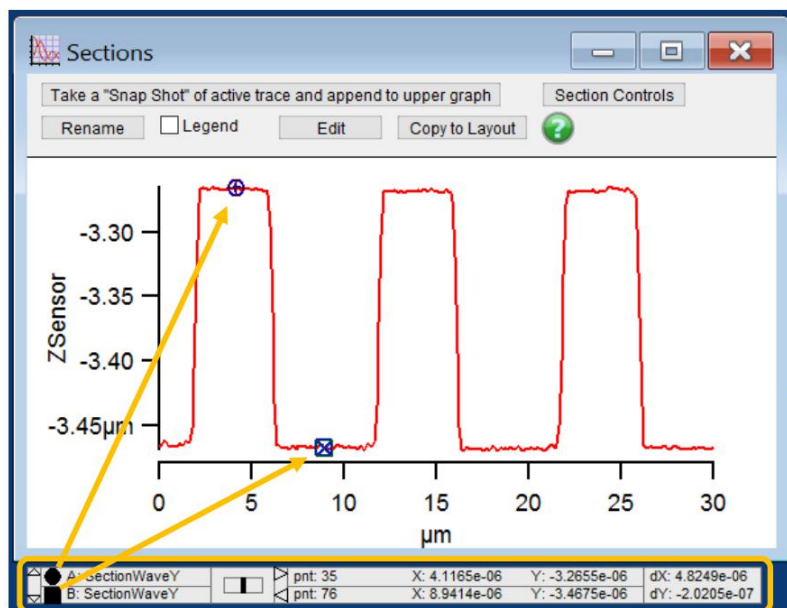 Sections
Take a "Snap Shot" of active trace and append to upper graph Section Controls
Rename Legend Edit Copy to Layout ?
-3.30
-3.35
-3.40
-3.45µm
ZSensor
0 5 10 15 20 25 30
µm
A: SectionWaveY pnt: 35 X: 4.1165e-06 Y: -3.2655e-06 dX: 4.8249e-06
B: SectionWaveY pnt: 76 X: 8.9414e-06 Y: -3.4675e-06 dY: -2.0205e-07